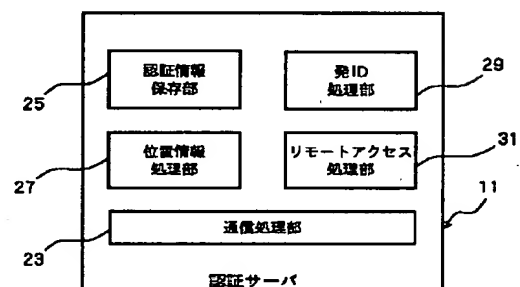 認証情報
保存部
25
発ID
処理部
29
位置情報
処理部
27
リモートアクセス
処理部
31
11
通信処理部
23
認証サーバ